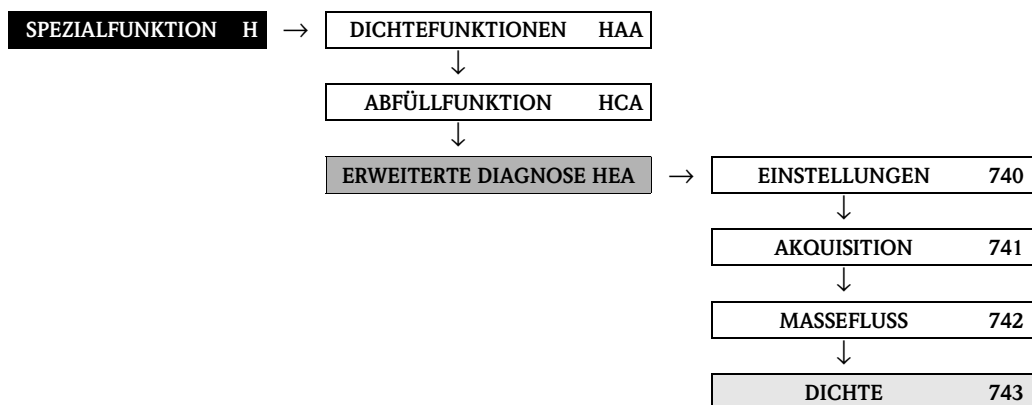 SPEZIALFUNKTION H → DICHTEFUNKTIONEN HAA
↓
ABFÜLLFUNKTION HCA
↓
ERWEITERTE DIAGNOSE HEA → EINSTELLUNGEN 740
↓
AKQUISITION 741
↓
MASSEFLUSS 742
↓
DICHTE 743